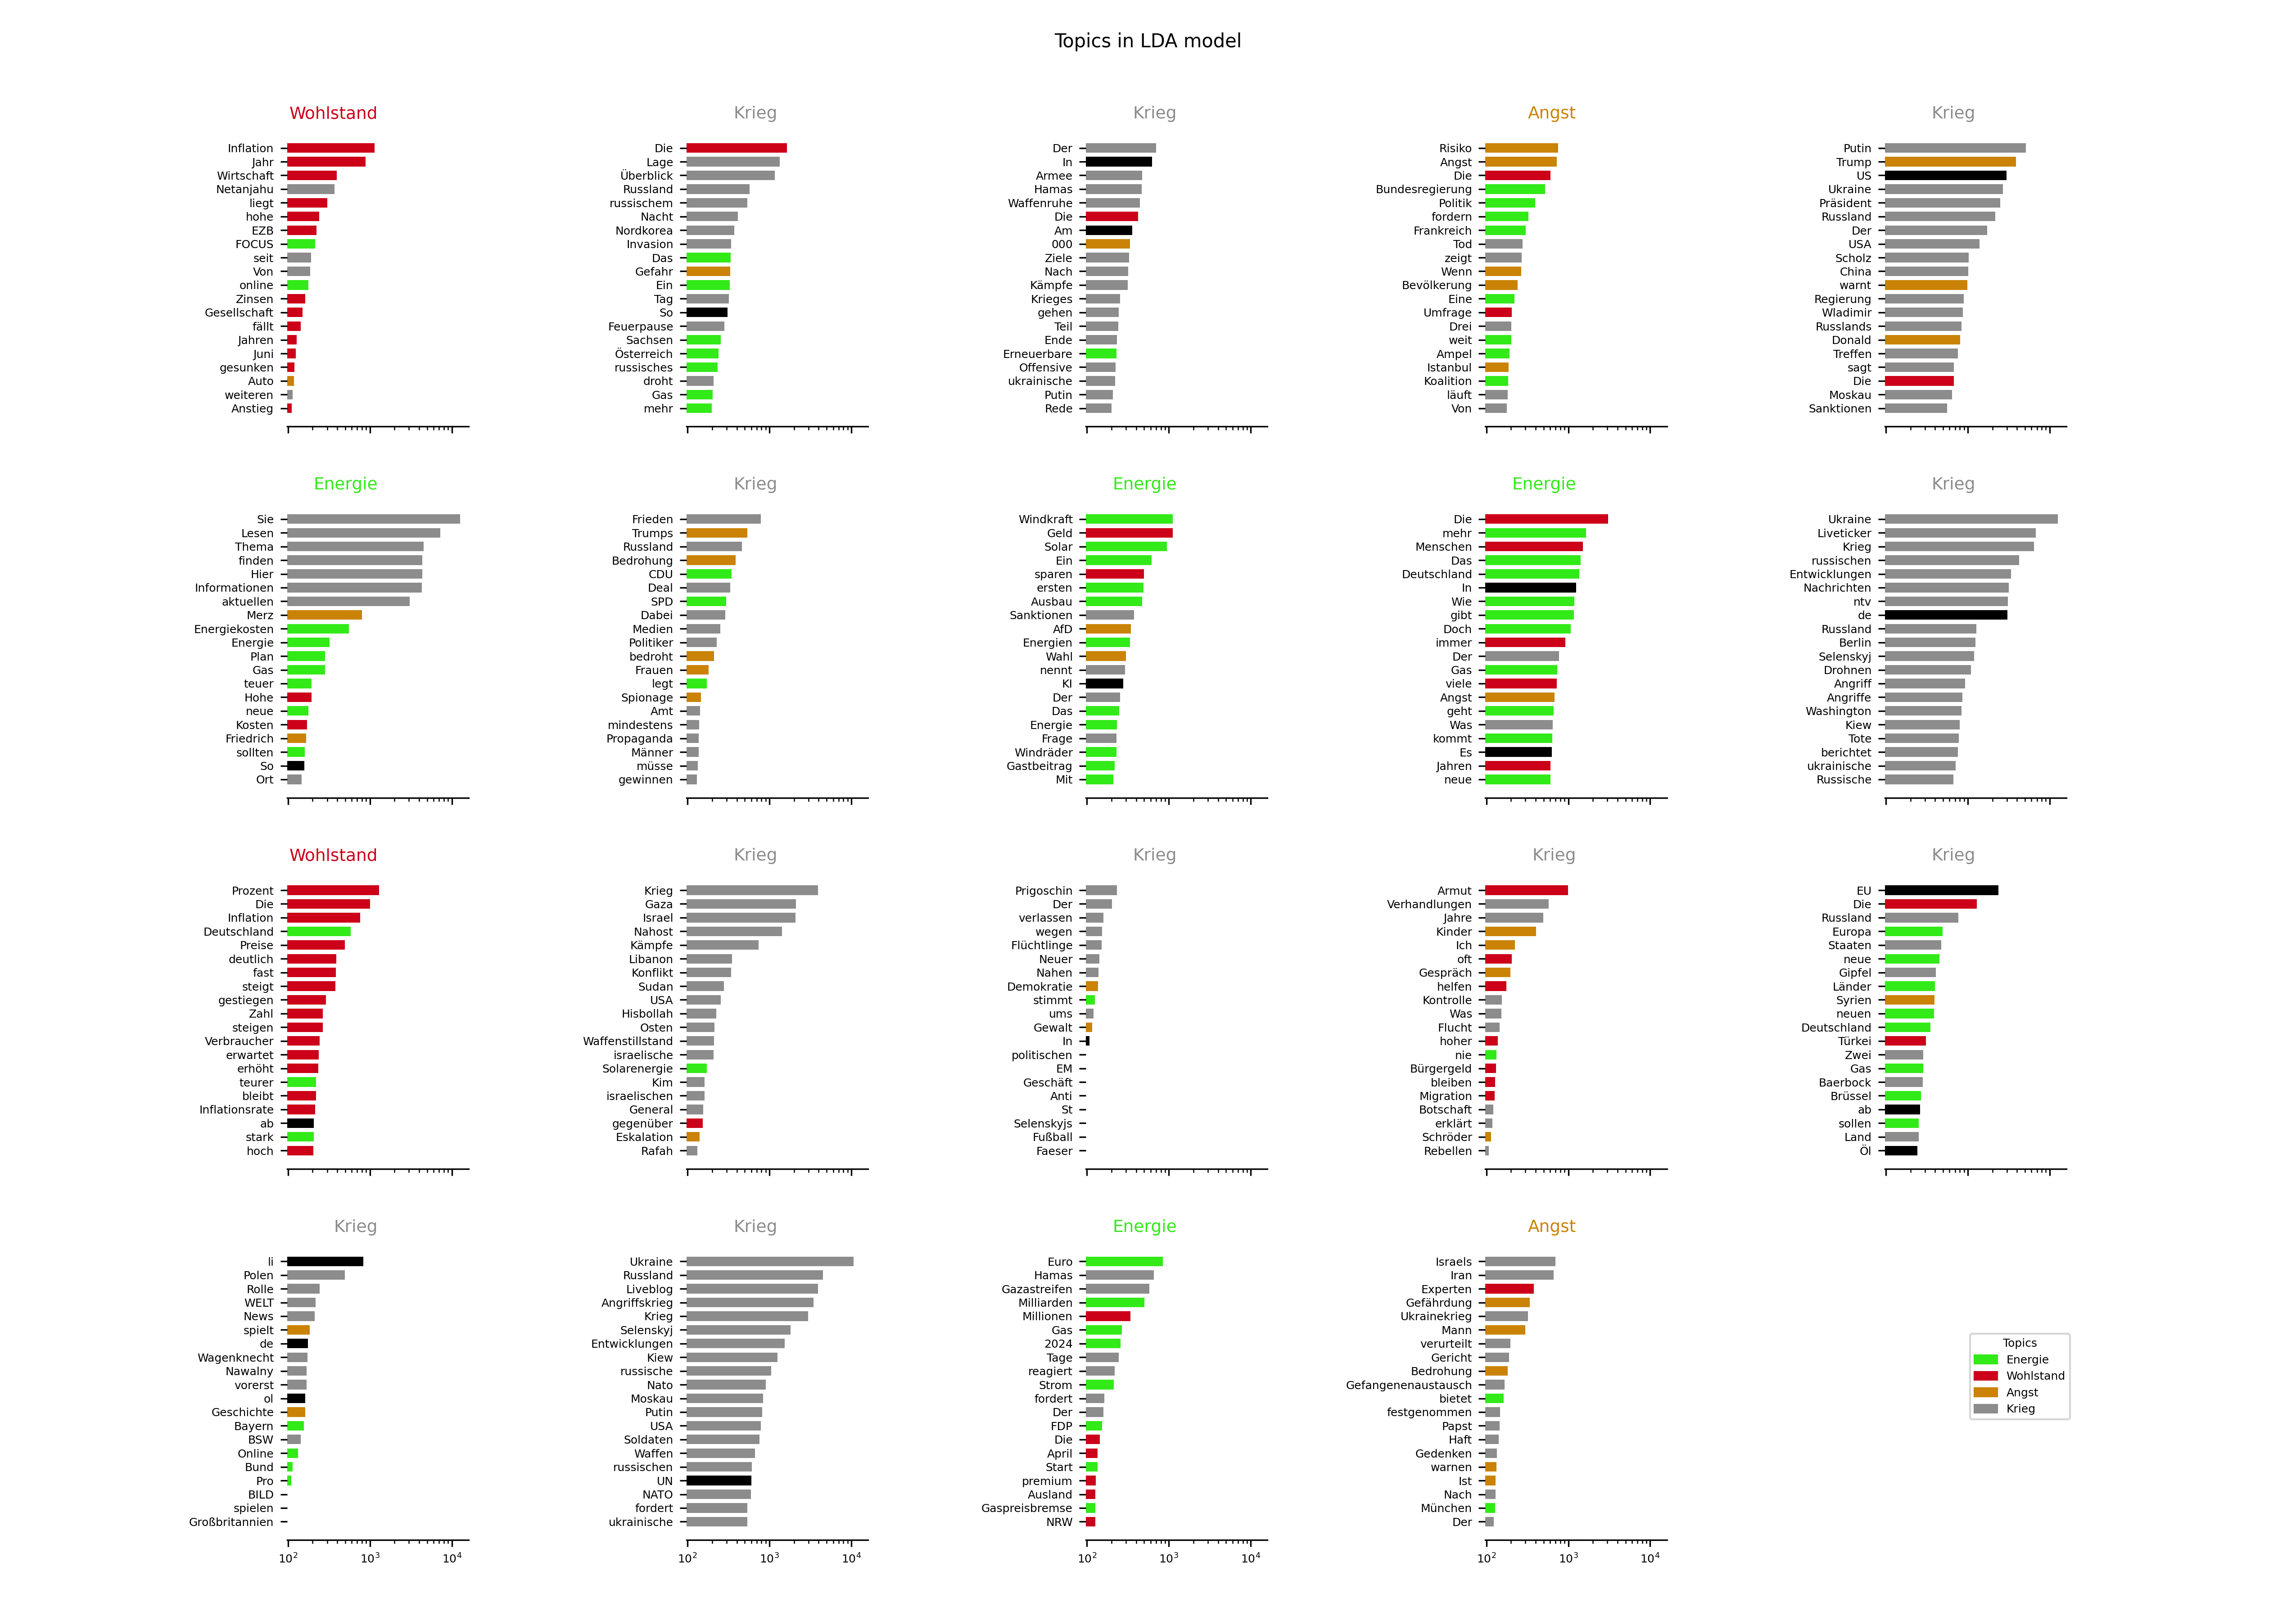 Topics in LDA model
Wohlstand
Inflation
Jahr
Wirtschaft
Netanjahu
liegt
hohe
EZB
FOCUS
seit
Von
online
Zinsen
Gesellschaft
fällt
Jahren
Juni
gesunken
Auto
weiteren
Anstieg
Krieg
Die
Lage
Überblick
Russland
russischem
Nacht
Nordkorea
Invasion
Das
Gefahr
Ein
Tag
So
Feuerpause
Sachsen
Österreich
russisches
droht
Gas
mehr
Krieg
Der
In
Armee
Hamas
Waffenruhe
Die
Am
000
Ziele
Nach
Kämpfe
Krieges
gehen
Teil
Ende
Erneuerbare
Offensive
ukrainische
Putin
Rede
Angst
Risiko
Angst
Die
Bundesregierung
Politik
fordern
Frankreich
Tod
zeigt
Wenn
Bevölkerung
Eine
Umfrage
Drei
weit
Ampel
Istanbul
Koalition
läuft
Von
Krieg
Putin
Trump
US
Ukraine
Präsident
Russland
Der
USA
Scholz
China
warnt
Regierung
Wladimir
Russlands
Donald
Treffen
sagt
Die
Moskau
Sanktionen
Energie
Sie
Lesen
Thema
finden
Hier
Informationen
aktuellen
Merz
Energiekosten
Energie
Plan
Gas
teuer
Hohe
neue
Kosten
Friedrich
sollten
So
Ort
Krieg
Frieden
Trumps
Russland
Bedrohung
CDU
Deal
SPD
Dabei
Medien
Politiker
bedroht
Frauen
legt
Spionage
Amt
mindestens
Propaganda
Männer
müsse
gewinnen
Energie
Windkraft
Geld
Solar
Ein
sparen
ersten
Ausbau
Sanktionen
AfD
Energien
Wahl
nennt
KI
Der
Das
Energie
Frage
Windräder
Gastbeitrag
Mit
Energie
Die
mehr
Menschen
Das
Deutschland
In
Wie
gibt
Doch
immer
Der
Gas
viele
Angst
geht
Was
kommt
Es
Jahren
neue
Krieg
Ukraine
Liveticker
Krieg
russischen
Entwicklungen
Nachrichten
ntv
de
Russland
Berlin
Selenskyj
Drohnen
Angriff
Angriffe
Washington
Kiew
Tote
berichtet
ukrainische
Russische
Wohlstand
Prozent
Die
Inflation
Deutschland
Preise
deutlich
fast
steigt
gestiegen
Zahl
steigen
Verbraucher
erwartet
erhöht
teurer
bleibt
Inflationsrate
ab
stark
hoch
Krieg
Krieg
Gaza
Israel
Nahost
Kämpfe
Libanon
Konflikt
Sudan
USA
Hisbollah
Osten
Waffenstillstand
israelische
Solarenergie
Kim
israelischen
General
gegenüber
Eskalation
Rafah
Krieg
Prigoschin
Der
verlassen
wegen
Flüchtlinge
Neuer
Nahen
Demokratie
stimmt
ums
Gewalt
In
politischen
EM
Geschäft
Anti
St
Selenskyjs
Fußball
Faeser
Krieg
Armut
Verhandlungen
Jahre
Kinder
Ich
oft
Gespräch
helfen
Kontrolle
Was
Flucht
hoher
nie
Bürgergeld
bleiben
Migration
Botschaft
erklärt
Schröder
Rebellen
Krieg
EU
Die
Russland
Europa
Staaten
neue
Gipfel
Länder
Syrien
neuen
Deutschland
Türkei
Zwei
Gas
Baerbock
Brüssel
ab
sollen
Land
Öl
Krieg
li
Polen
Rolle
WELT
News
spielt
de
Wagenknecht
Nawalny
vorerst
ol
Geschichte
Bayern
BSW
Online
Bund
Pro
BILD
spielen
Großbritannien
10² 10³ 10⁴
Krieg
Ukraine
Russland
Liveblog
Angriffskrieg
Krieg
Selenskyj
Entwicklungen
Kiew
russische
Nato
Moskau
Putin
USA
Soldaten
Waffen
russischen
UN
NATO
fordert
ukrainische
10² 10³ 10⁴
Energie
Euro
Hamas
Gazastreifen
Milliarden
Millionen
Gas
2024
Tage
reagiert
Strom
fordert
Der
FDP
Die
April
Start
premium
Ausland
Gaspreisbremse
NRW
10² 10³ 10⁴
Angst
Israels
Iran
Experten
Gefährdung
Ukrainekrieg
Mann
verurteilt
Gericht
Bedrohung
Gefangenenaustausch
bietet
festgenommen
Papst
Haft
Gedenken
warnen
Ist
Nach
München
Der
10² 10³ 10⁴
Topics
Energie
Wohlstand
Angst
Krieg